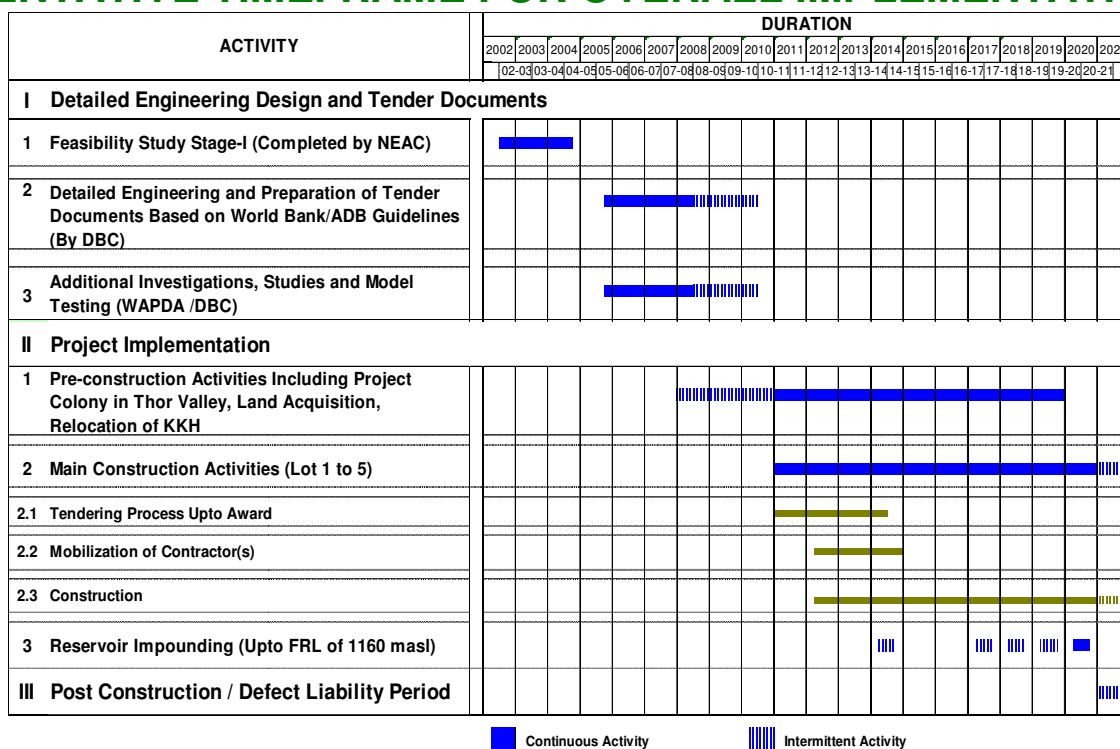 ENTATIVE TIMEFRAME FOR OVERALL IMPLEMENTATI
ACTIVITY
DURATION
2002 2003 2004 2005 2006 2007 2008 2009 2010 2011 2012 2013 2014 2015 2016 2017 2018 2019 2020 202
02-03 03-04 04-05 05-06 06-07 07-08 08-09 09-10 10-11 11-12 12-13 13-14 14-15 15-16 16-17 17-18 18-19 19-20 20-21
I Detailed Engineering Design and Tender Documents
1 Feasibility Study Stage-I (Completed by NEAC)
2 Detailed Engineering and Preparation of Tender
Documents Based on World Bank/ADB Guidelines
(By DBC)
3 Additional Investigations, Studies and Model
Testing (WAPDA /DBC)
II Project Implementation
1 Pre-construction Activities Including Project
Colony in Thor Valley, Land Acquisition,
Relocation of KKH
2 Main Construction Activities (Lot 1 to 5)
2.1 Tendering Process Upto Award
2.2 Mobilization of Contractor(s)
2.3 Construction
3 Reservoir Impounding (Upto FRL of 1160 masl)
III Post Construction / Defect Liability Period
Continuous Activity
Intermittent Activity